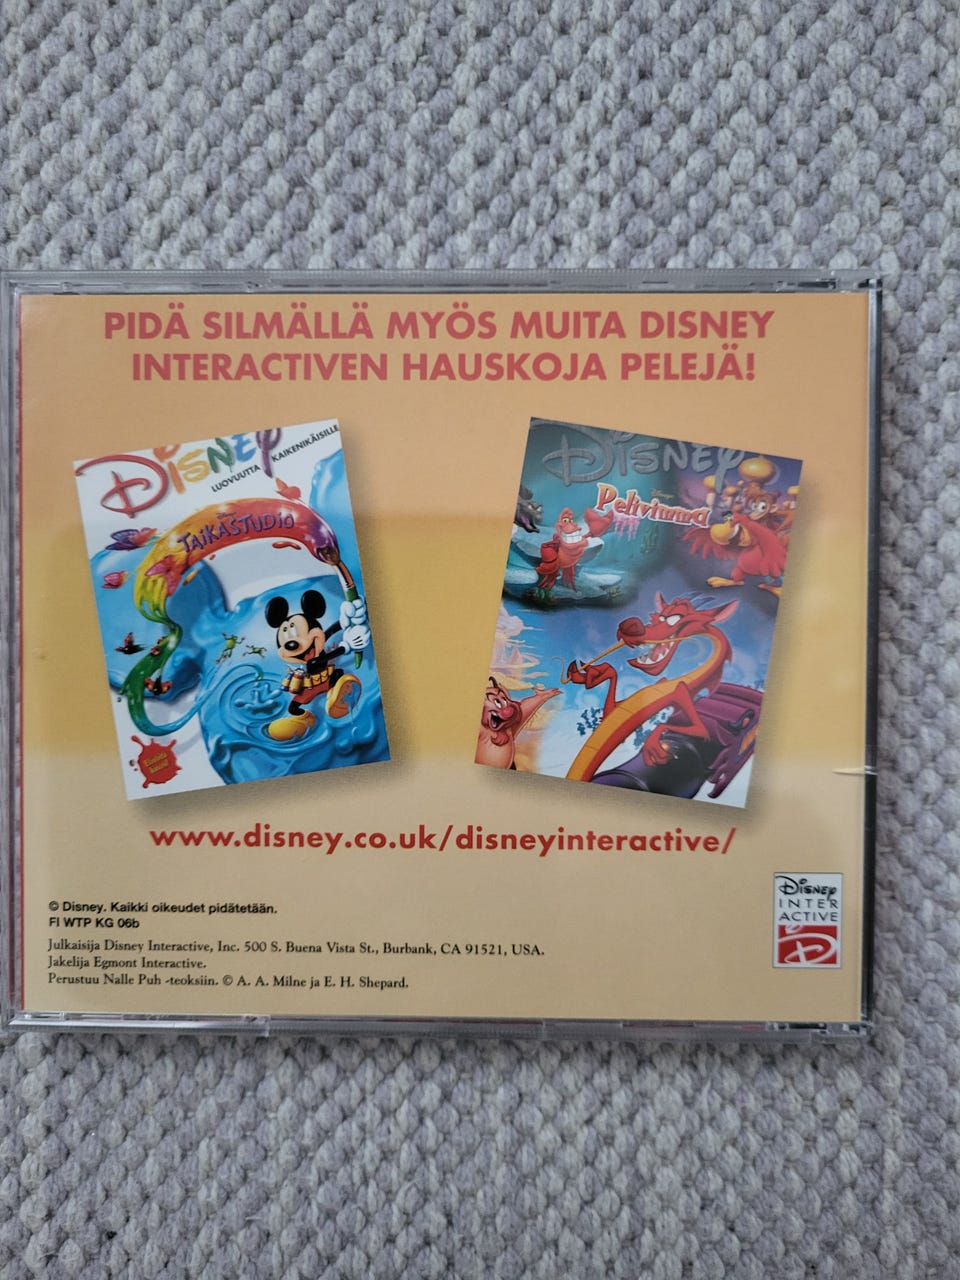 PIDÄ SILMÄLLÄ MYÖS MUITA DISNEY
INTERACTIVEN HAUSKOJA PELEJÄ!
DISNEY
LUOVUUTTA KAIKENIKÄISILLE
Disney
TAIKASTUDIO
DISNEY
Pelivimma
www.disney.co.uk/disneyinteractive/
© Disney. Kaikki oikeudet pidätetään.
FI WTP KG 06b
Julkaisija Disney Interactive, Inc. 500 S. Buena Vista St., Burbank, CA 91521, USA.
Jakelija Egmont Interactive.
Perustuu Nalle Puh -teoksiin. © A. A. Milne ja E. H. Shepard.
DISNEY
INTER
ACTIVE
D